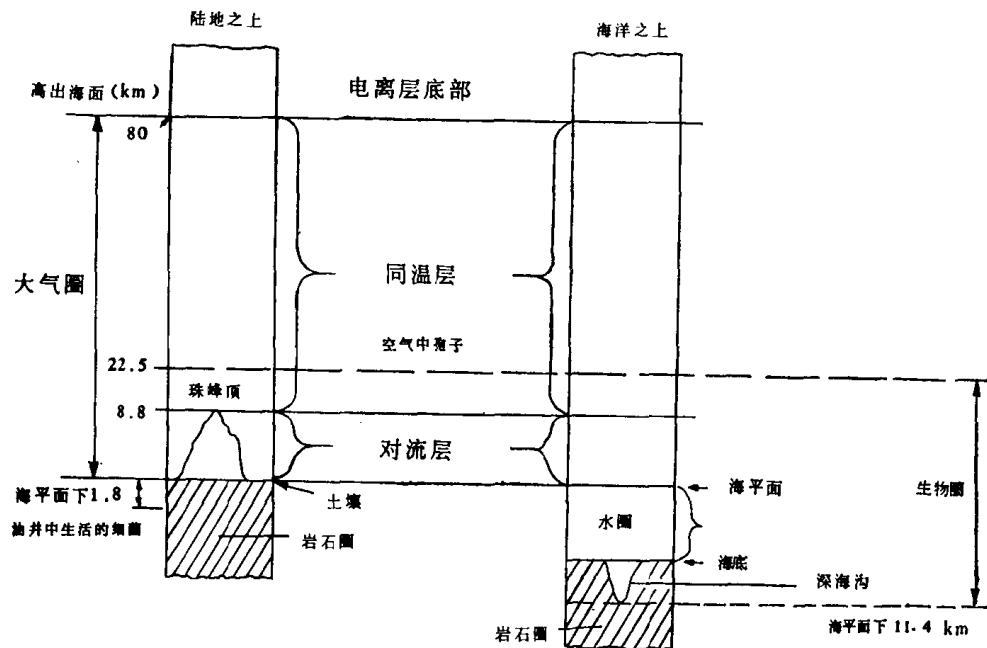 陆地之上
海洋之上
高出海面(km)
电离层底部
80
大气圈
同温层
空气中孢子
22.5
珠峰顶
8.8
对流层
海平面下1.8
土壤
海平面
生物圈
油井中生活的细菌
水圈
岩石圈
海底
深海沟
岩石圈
海平面下 11.4 km